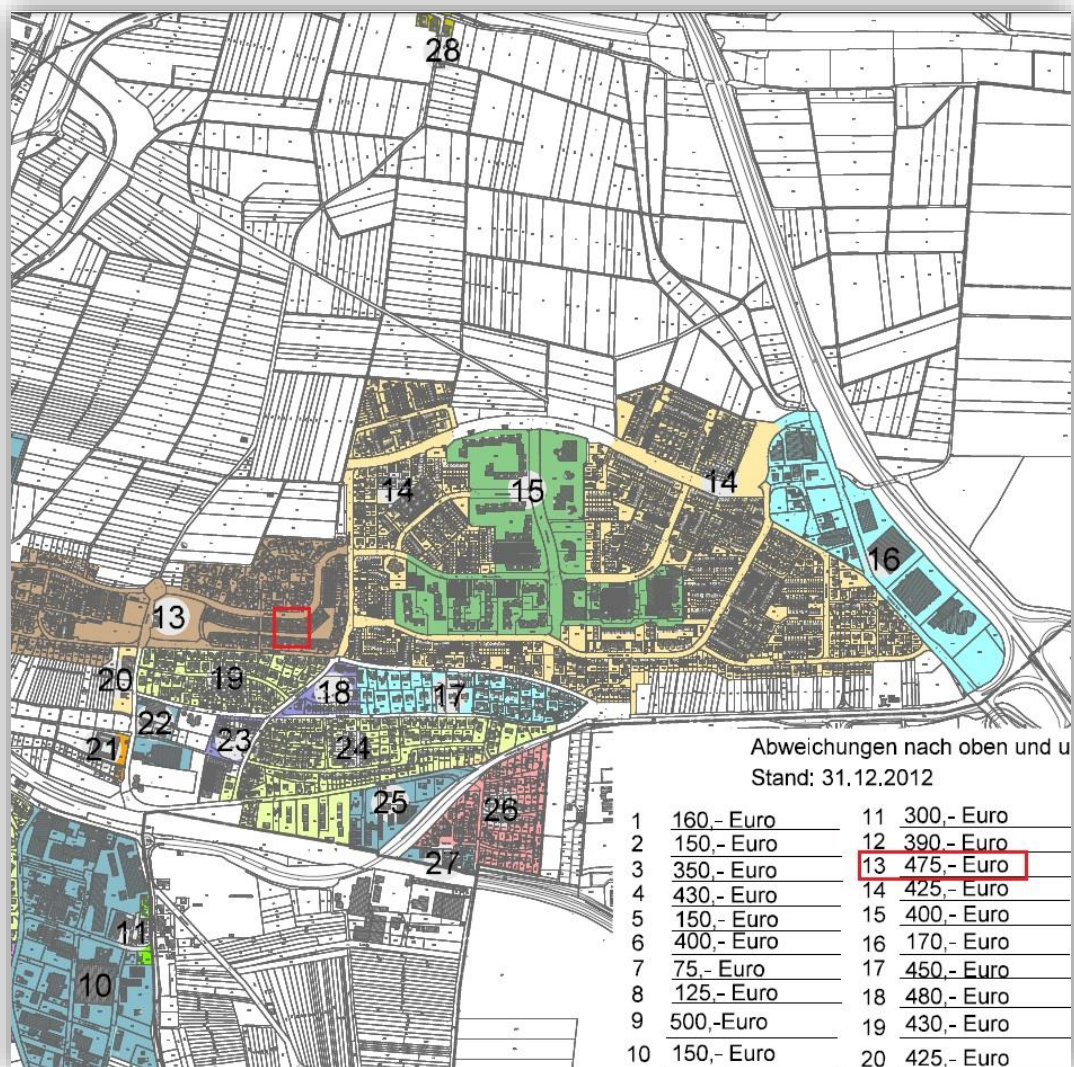 28
14
15
14
16
13
20
19
18
17
22
21
23
24
25
26
27
11
10
Abweichungen nach oben und u
Stand: 31.12.2012
1 160,- Euro
2 150,- Euro
3 350,- Euro
4 430,- Euro
5 150,- Euro
6 400,- Euro
7 75,- Euro
8 125,- Euro
9 500,-Euro
10 150,- Euro
11 300,- Euro
12 390,- Euro
13 475,- Euro
14 425,- Euro
15 400,- Euro
16 170,- Euro
17 450,- Euro
18 480,- Euro
19 430,- Euro
20 425,- Euro